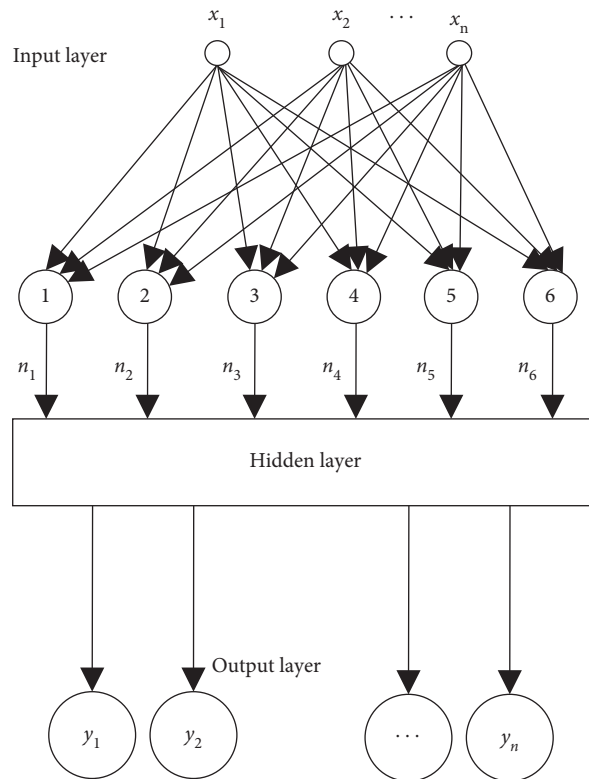 x1 x2 ... xn
Input layer
1 2 3 4 5 6
n1 n2 n3 n4 n5 n6
Hidden layer
Output layer
y1 y2 ... yn